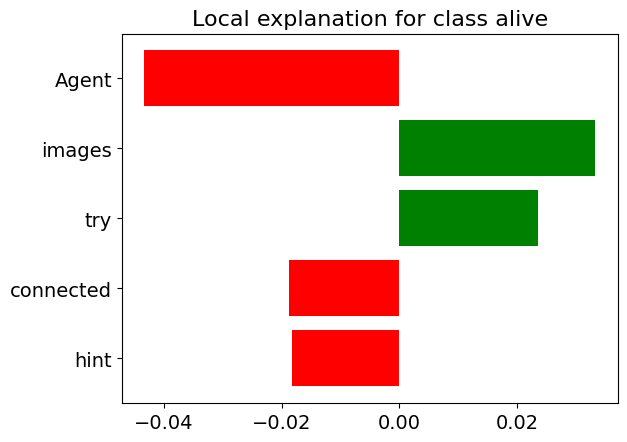 Local explanation for class alive
Agent
images
try
connected
hint
−0.04 −0.02 0.00 0.02